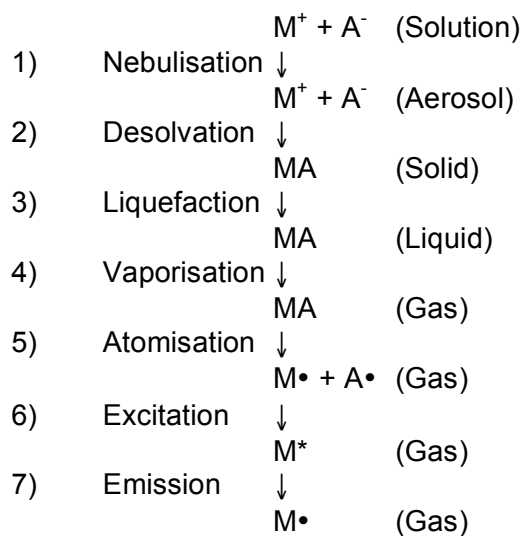 M⁺ + A⁻ (Solution)
1) Nebulisation ↓
M⁺ + A⁻ (Aerosol)
2) Desolvation ↓
MA (Solid)
3) Liquefaction ↓
MA (Liquid)
4) Vaporisation ↓
MA (Gas)
5) Atomisation ↓
M• + A• (Gas)
6) Excitation ↓
M* (Gas)
7) Emission ↓
M• (Gas)